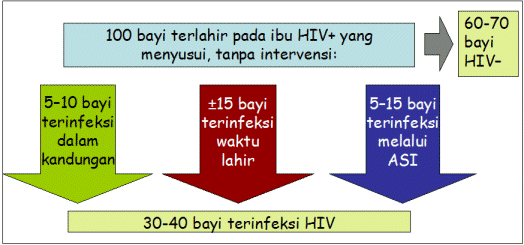 100 bayi terlahir pada ibu HIV+ yang
menyusui, tanpa intervensi:
60-70
bayi
HIV–
5–10 bayi
terinfeksi
dalam
kandungan
±15 bayi
terinfeksi
waktu
lahir
5–15 bayi
terinfeksi
melalui
ASI
30-40 bayi terinfeksi HIV